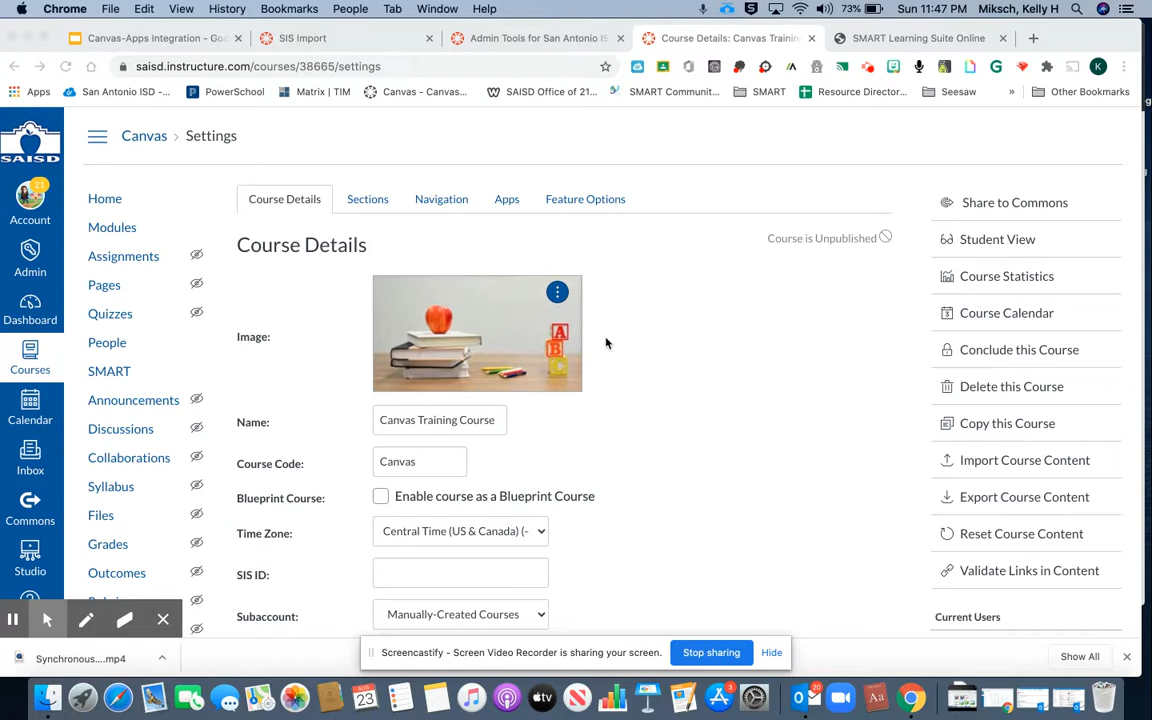 Chrome File Edit View History Bookmarks People Tab Window Help 73% Sun 11:47 PM Miksch, Kelly H
Canvas-Apps Integration - Goo × SIS Import × Admin Tools for San Antonio IS × Course Details: Canvas Trainin × SMART Learning Suite Online ×
saisd.instructure.com/courses/38665/settings K
Apps San Antonio ISD -... PowerSchool Matrix | TIM Canvas - Canvas... SAISD Office of 21... SMART Communit... SMART Resource Director... Seesaw » Other Bookmarks
SAISD
21
Account
Admin
Dashboard
Courses
Calendar
Inbox
Commons
Studio
Canvas > Settings
Home
Modules
Assignments
Pages
Quizzes
People
SMART
Announcements
Discussions
Collaborations
Syllabus
Files
Grades
Outcomes
Course Details Sections Navigation Apps Feature Options
Course Details
Course is Unpublished
Image:
A
B
Name: Canvas Training Course
Course Code: Canvas
Blueprint Course: Enable course as a Blueprint Course
Time Zone: Central Time (US & Canada) (-
SIS ID:
Subaccount: Manually-Created Courses
Share to Commons
Student View
Course Statistics
Course Calendar
Conclude this Course
Delete this Course
Copy this Course
Import Course Content
Export Course Content
Reset Course Content
Validate Links in Content
Current Users
Screencastify - Screen Video Recorder is sharing your screen. Stop sharing Hide
Synchronous....mp4 Show All
AUG
23
3
20
Aa